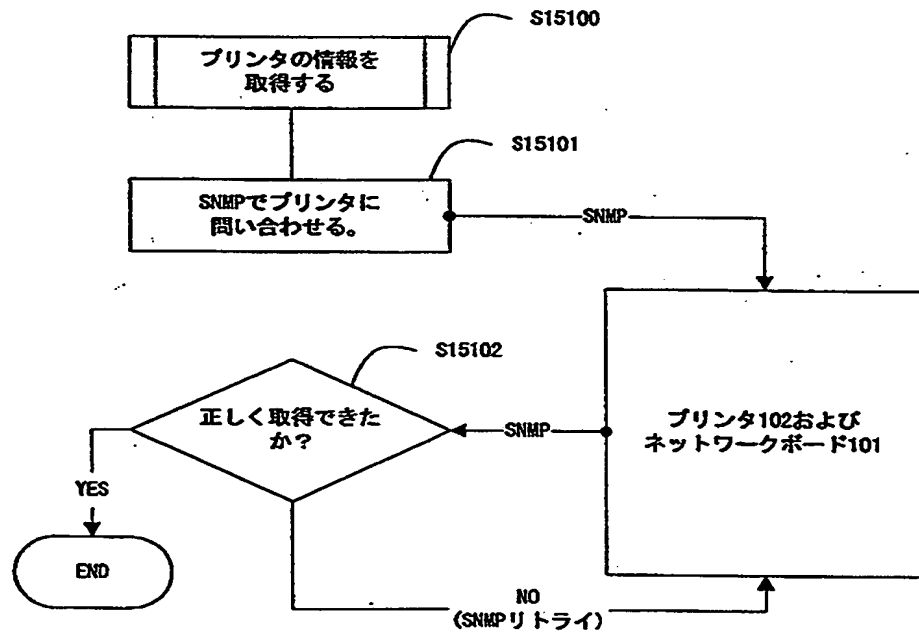 S15100
プリンタの情報を
取得する
S15101
SNMPでプリンタに
問い合わせる。
SNMP
S15102
正しく取得できた
か？
SNMP
プリンタ102および
ネットワークボード101
YES
END
NO
(SNMPリトライ)